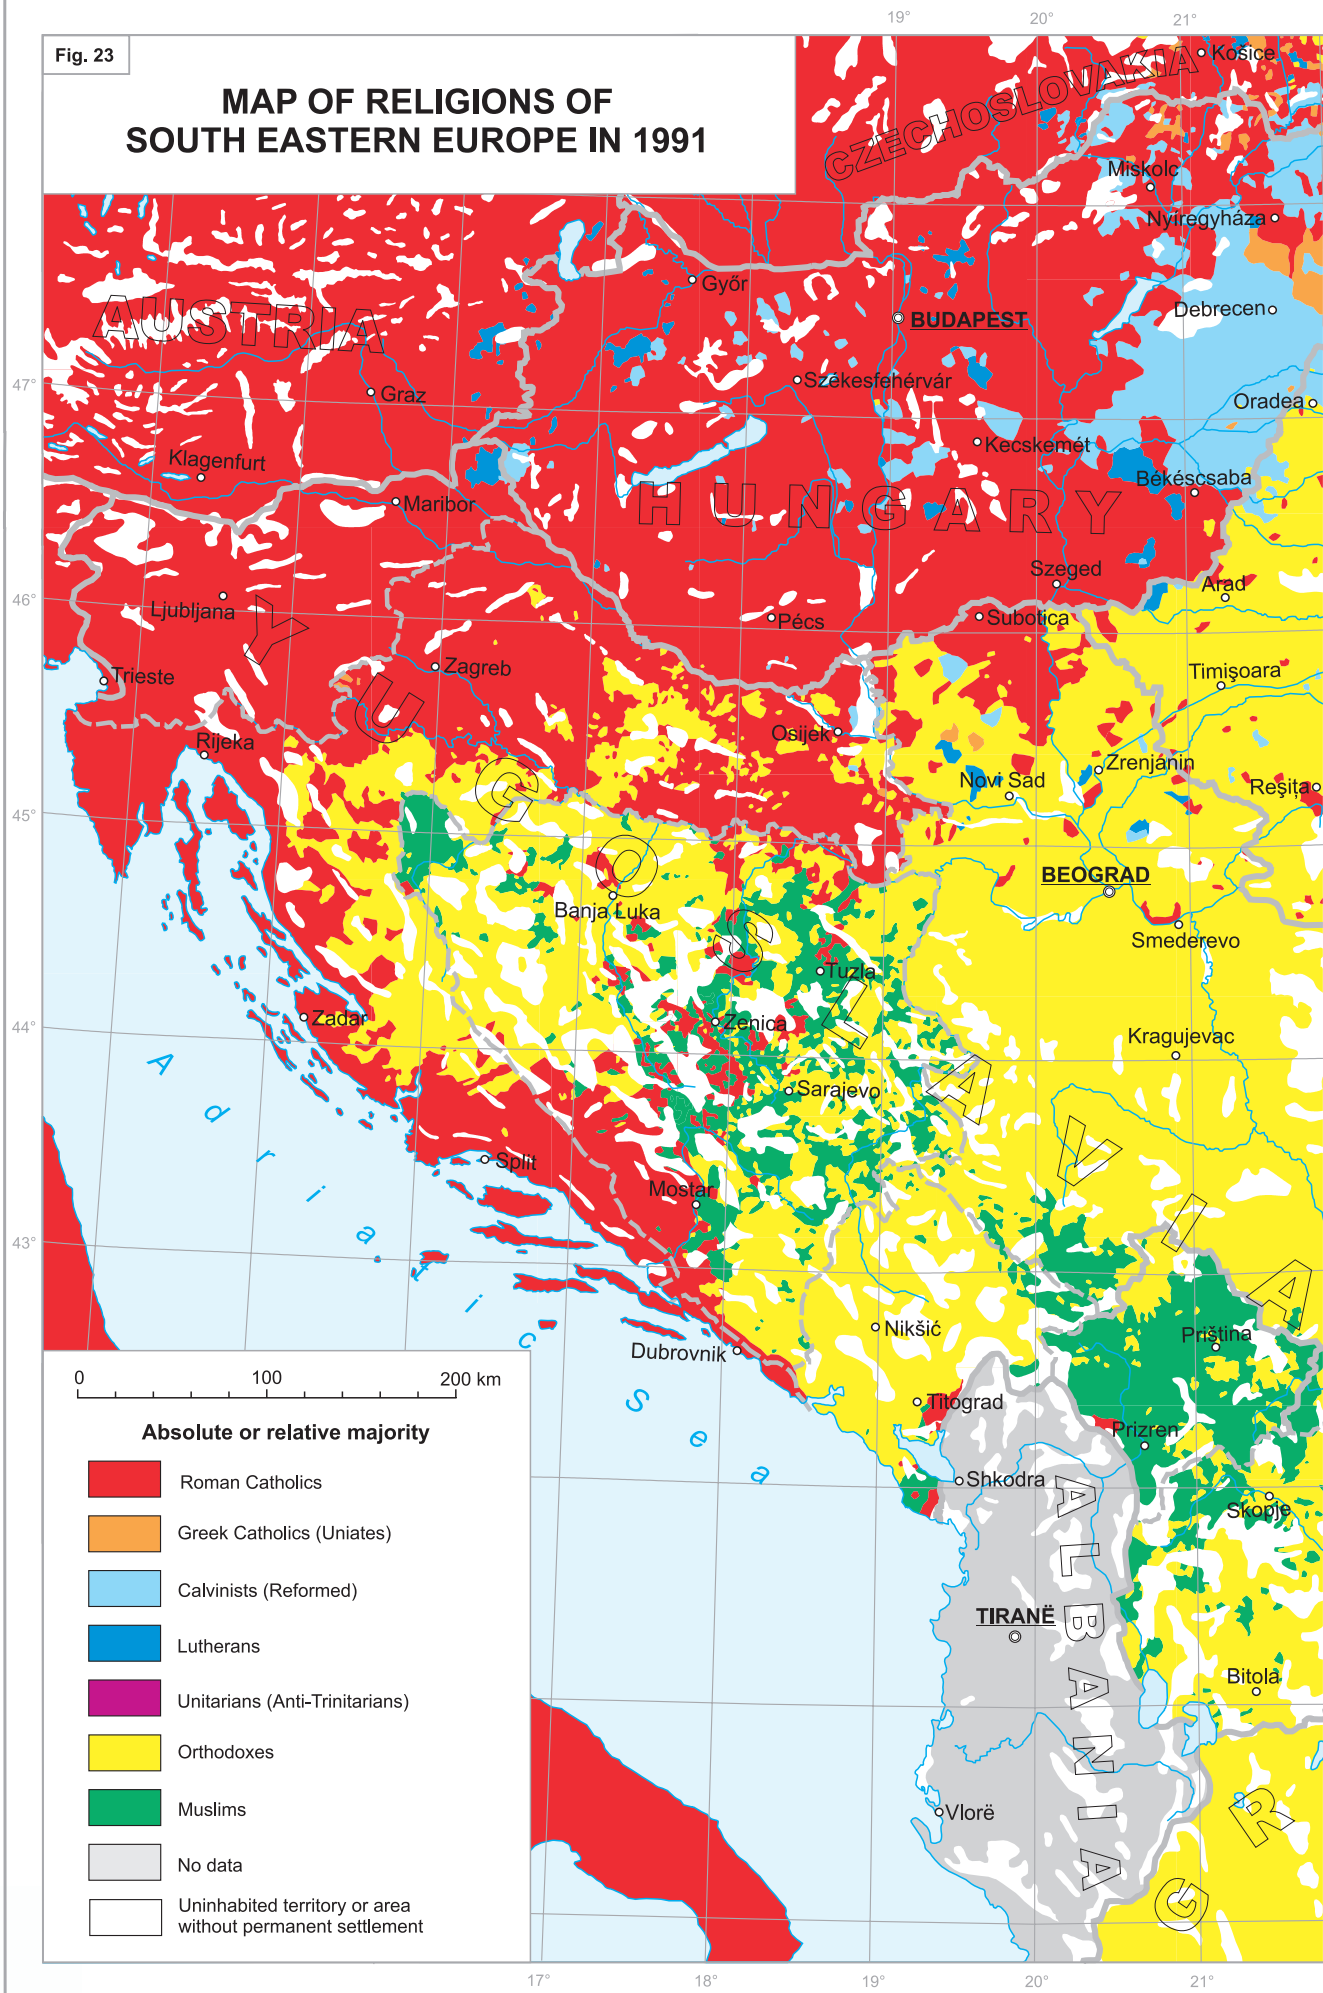 19°
20°
21°
Fig. 23
MAP OF RELIGIONS OF
SOUTH EASTERN EUROPE IN 1991
CZECHOSLOVAKIA
Košice
Miskolc
Nyíregyháza
Győr
AUSTRIA
BUDAPEST
Debrecen
47°
Graz
Székesfehérvár
Oradea
Kecskemét
Klagenfurt
Békéscsaba
Maribor
HUNGARY
Szeged
Arad
46°
Ljubljana
Pécs
Subotica
Trieste
Zagreb
Timişoara
YUGOSLAVIA
Rijeka
Osijek
Zrenjánin
Novi Sad
Reşiţa
45°
BEOGRAD
Banja Luka
Smederevo
Tuzla
Zadar
Zenica
44°
Kragujevac
Adriatic Sea
Sarajevo
Split
Mostar
43°
Nikšić
Priština
Dubrovnik
0 100 200 km
Titograd
Prizren
Absolute or relative majority
Shkodra
ALBANIA
Roman Catholics
Skopje
Greek Catholics (Uniates)
Calvinists (Reformed)
TIRANË
Lutherans
Bitola
Unitarians (Anti-Trinitarians)
Orthodoxes
Muslims
Vlorë
GR
No data
Uninhabited territory or area
without permanent settlement
17°
18°
19°
20°
21°